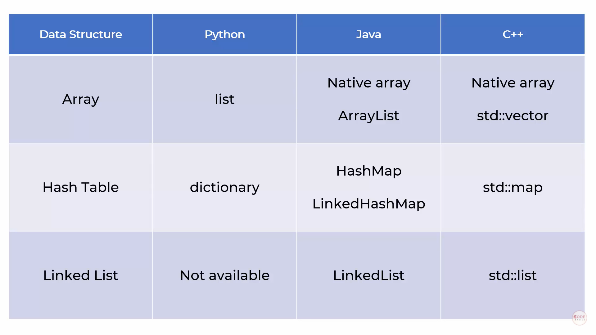 Data Structure Python Java C++
Array list Native array Native array
ArrayList std::vector
Hash Table dictionary HashMap std::map
LinkedHashMap
Linked List Not available LinkedList std::list